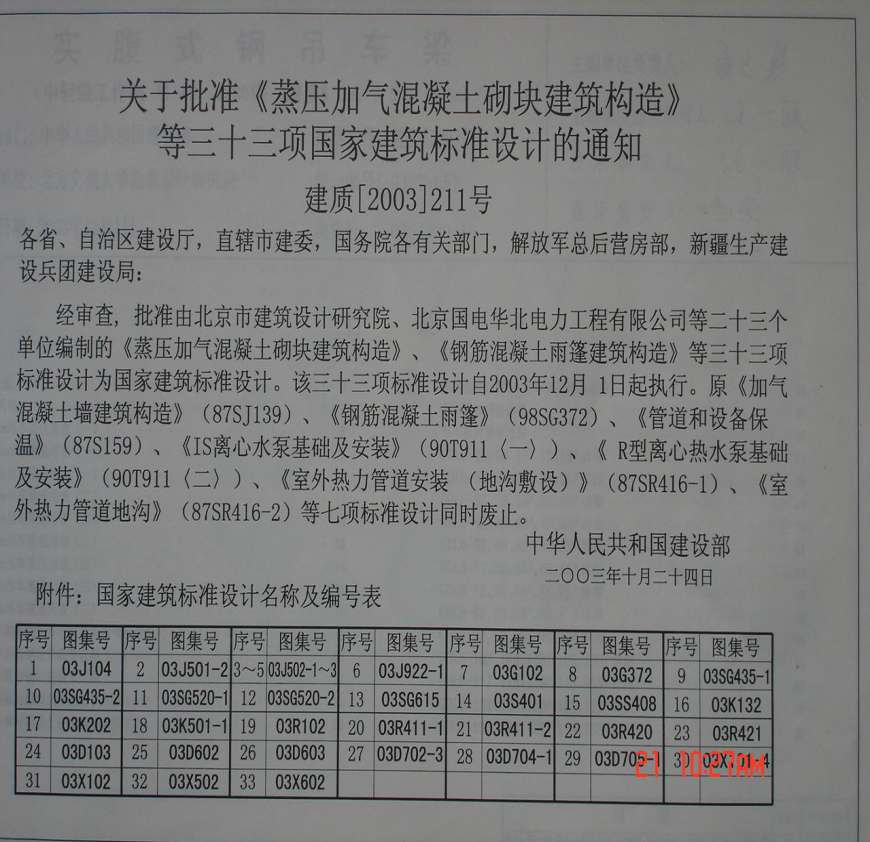 实腹式钢吊车梁
关于批准《蒸压加气混凝土砌块建筑构造》
等三十三项国家建筑标准设计的通知
建质[2003]211号
各省、自治区建设厅，直辖市建委，国务院各有关部门，解放军总后营房部，新疆生产建
设兵团建设局：
经审查，批准由北京市建筑设计研究院、北京国电华北电力工程有限公司等二十三个
单位编制的《蒸压加气混凝土砌块建筑构造》、《钢筋混凝土雨篷建筑构造》等三十三项
标准设计为国家建筑标准设计。该三十三项标准设计自2003年12月 1日起执行。原《加气
混凝土墙建筑构造》（87SJ139）、《钢筋混凝土雨篷》（98SG372）、《管道和设备保
温》（87S159）、《IS离心水泵基础及安装》（90T911〈一〉）、《 R型离心热水泵基础
及安装》（90T911〈二〉）、《室外热力管道安装 （地沟敷设）》（87SR416-1）、《室
外热力管道地沟》（87SR416-2）等七项标准设计同时废止。
中华人民共和国建设部
二〇〇三年十月二十四日
附件：国家建筑标准设计名称及编号表
序号 图集号 序号 图集号 序号 图集号 序号 图集号 序号 图集号 序号 图集号 序号 图集号
1 03J104 2 03J501-2 3～5 03J502-1～3 6 03J922-1 7 03G102 8 03G372 9 03SG435-1
10 03SG435-2 11 03SG520-1 12 03SG520-2 13 03SG615 14 03S401 15 03SS408 16 03K132
17 03K202 18 03K501-1 19 03R102 20 03R411-1 21 03R411-2 22 03R420 23 03R421
24 03D103 25 03D602 26 03D603 27 03D702-3 28 03D704-1 29 03D705-1 30 03X101-4
31 03X102 32 03X502 33 03X602
21 10:27AM